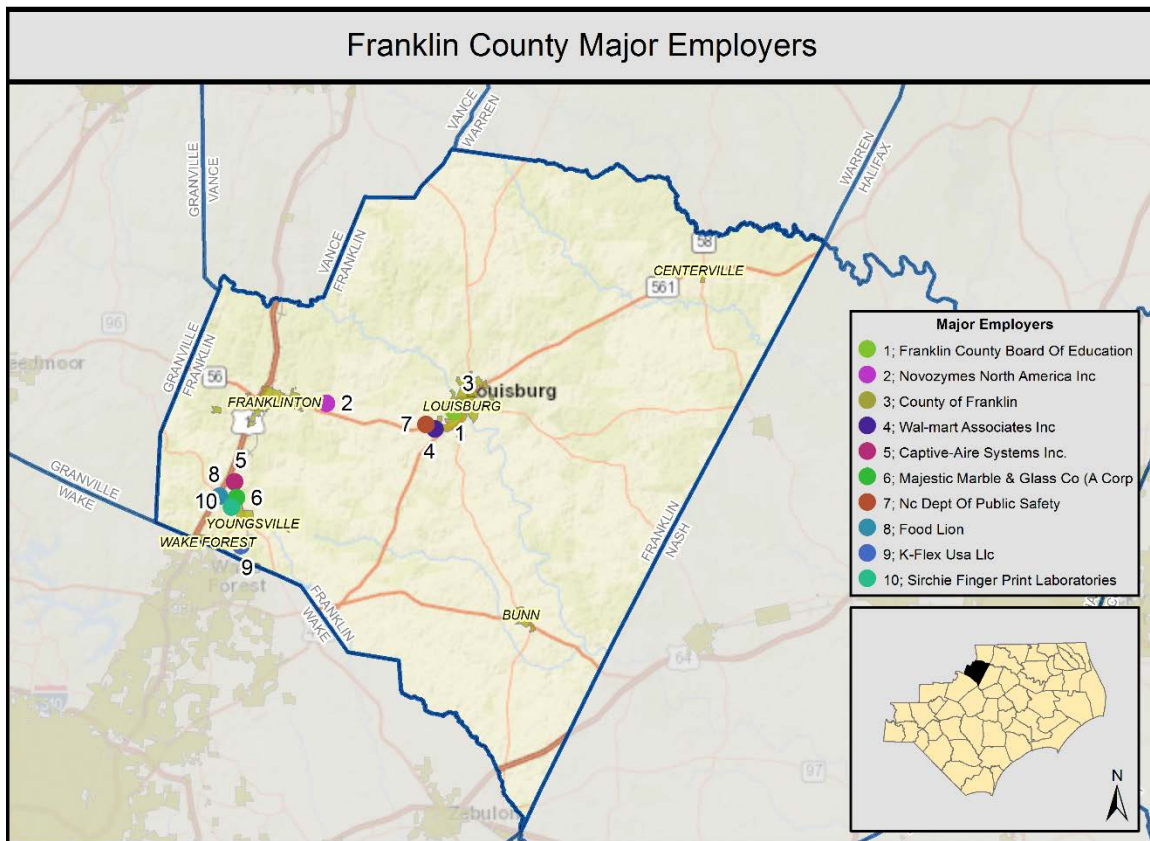 Franklin County Major Employers
VANCE
WARREN
GRANVILLE
VANCE
WARREN
HALIFAX
VANCE
FRANKLIN
58
CENTERVILLE
561
96
GRANVILLE
FRANKLIN
56
FRANKLINTON
2
3
Louisburg
LOUISBURG
7
4
1
5
8
10
6
YOUNGSVILLE
WAKE FOREST
9
Forest
GRANVILLE
WAKE
FRANKLIN
WAKE
FRANKLIN
NASH
BUNN
64
540
97
Zebulon
Major Employers
1; Franklin County Board Of Education
2; Novozymes North America Inc
3; County of Franklin
4; Wal-mart Associates Inc
5; Captive-Aire Systems Inc.
6; Majestic Marble & Glass Co (A Corp
7; Nc Dept Of Public Safety
8; Food Lion
9; K-Flex Usa Llc
10; Sirchie Finger Print Laboratories
N